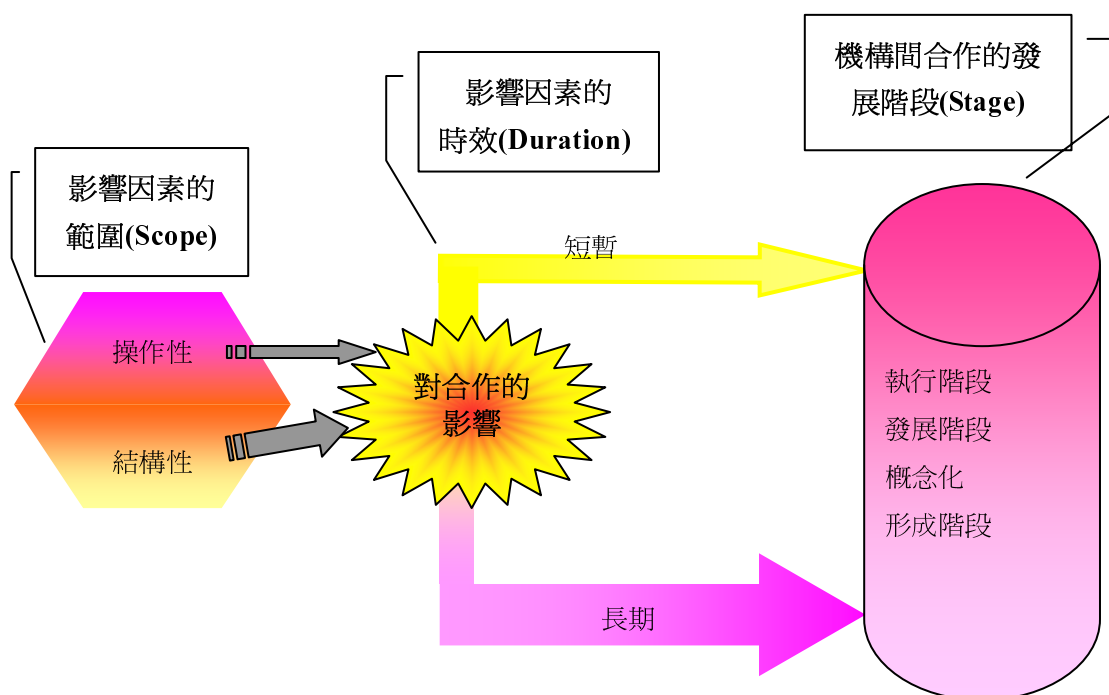 影響因素的
範圍(Scope)
影響因素的
時效(Duration)
機構間合作的發
展階段(Stage)
操作性
結構性
對合作的
影響
短暫
長期
執行階段
發展階段
概念化
形成階段